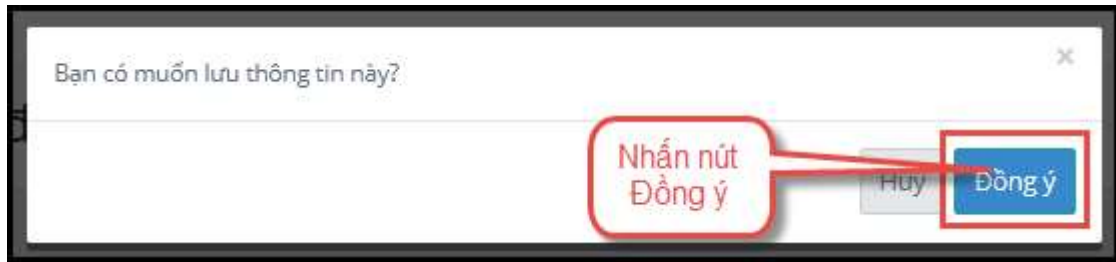 Bạn có muốn lưu thông tin này?
×
Nhấn nút
Đồng ý
Hủy
Đồng ý